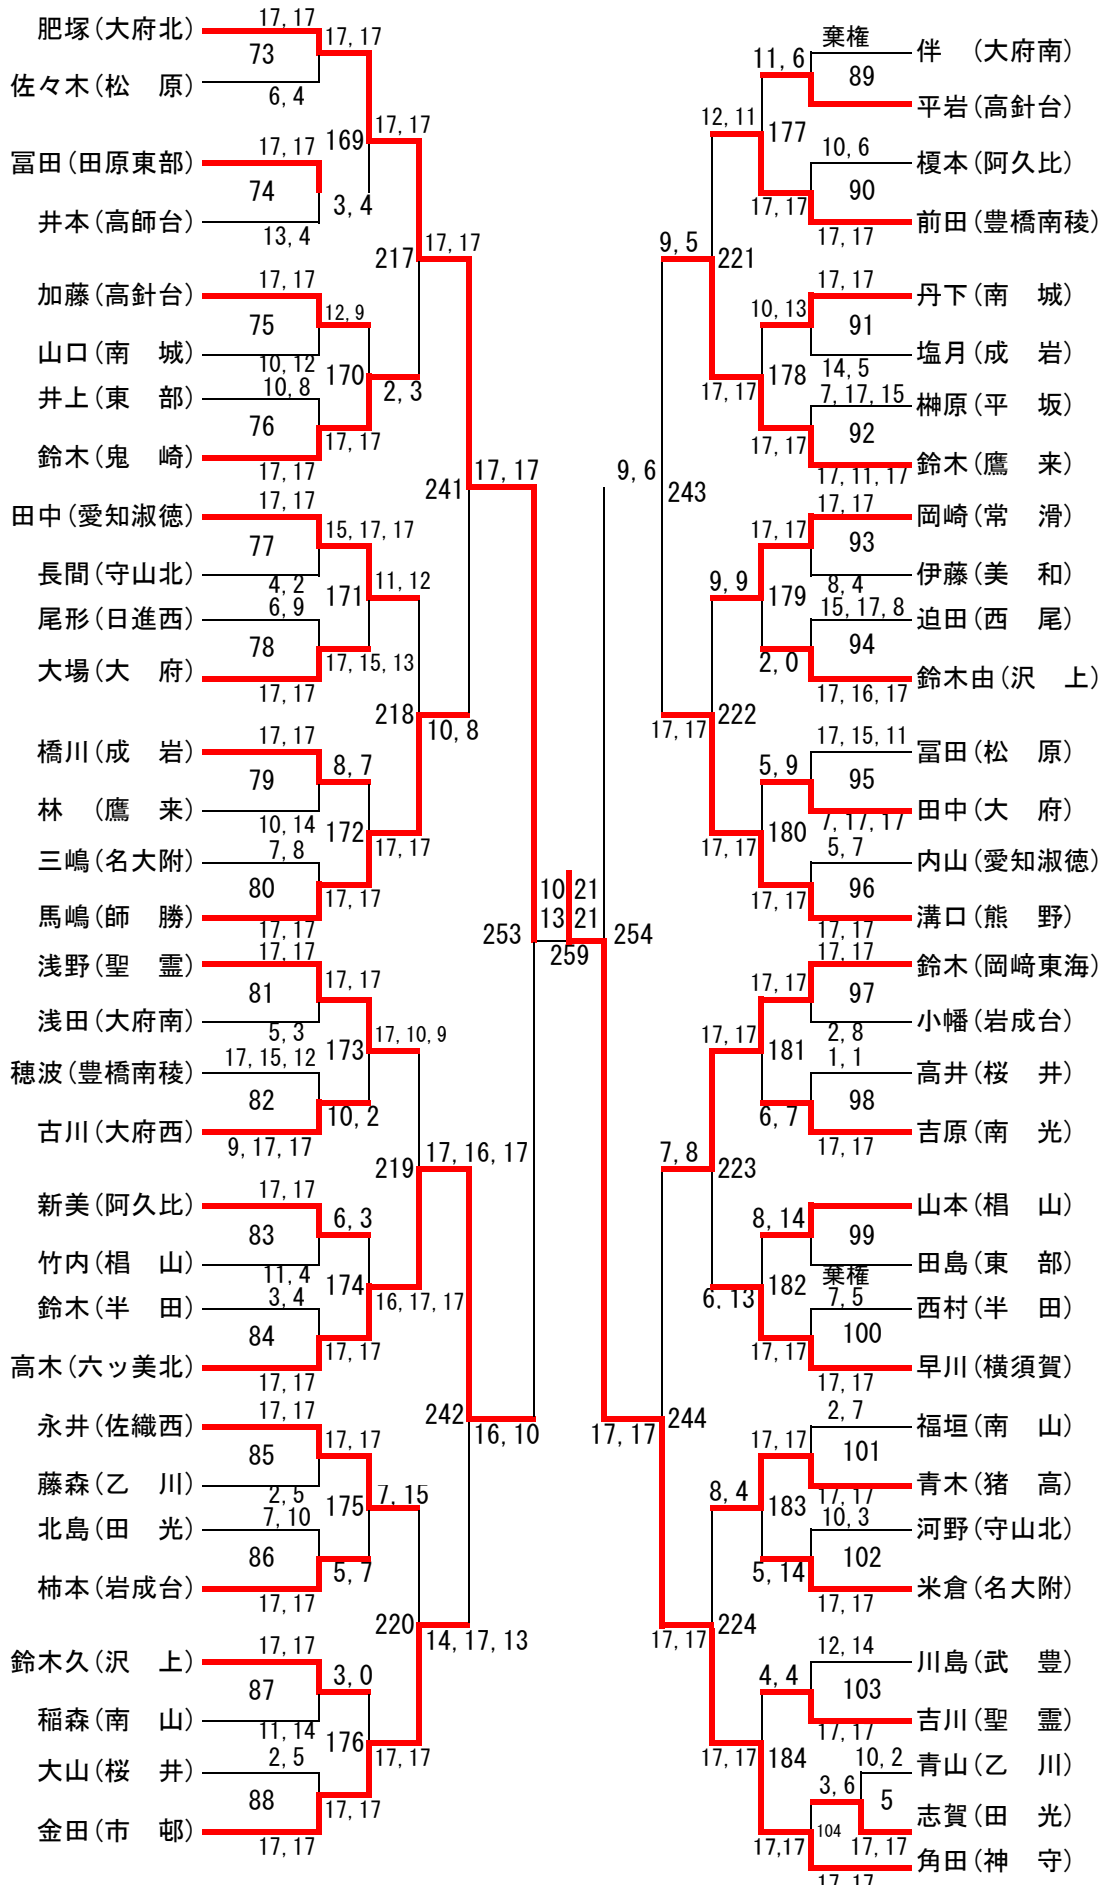 17, 17
肥塚(大府北)
17, 17
73
佐々木(松　原)
6, 4
169
17, 17
17, 17
冨田(田原東部)
74
3, 4
井本(高師台)
13, 4
217
17, 17
17, 17
加藤(高針台)
12, 9
75
山口(南　城)
10, 12
170
2, 3
10, 8
井上(東　部)
76
17, 17
鈴木(鬼　崎)
17, 17
241
17, 17
17, 17
田中(愛知淑徳)
15, 17, 17
77
長間(守山北)
4, 2
171
11, 12
6, 9
尾形(日進西)
78
17, 15, 13
大場(大　府)
17, 17
218
10, 8
17, 17
橋川(成　岩)
8, 7
79
林　(鷹　来)
10, 14
172
17, 17
7, 8
三嶋(名大附)
80
17, 17
馬嶋(師　勝)
17, 17
253
10
21
13
21
259
254
17, 17
浅野(聖　霊)
17, 17
81
浅田(大府南)
5, 3
173
17, 10, 9
17, 15, 12
穂波(豊橋南稜)
82
10, 2
古川(大府西)
9, 17, 17
219
17, 16, 17
17, 17
新美(阿久比)
6, 3
83
竹内(椙　山)
11, 4
174
16, 17, 17
3, 4
鈴木(半　田)
84
17, 17
高木(六ッ美北)
17, 17
242
16, 10
17, 17
永井(佐織西)
17, 17
85
藤森(乙　川)
2, 5
175
7, 15
7, 10
北島(田　光)
86
5, 7
柿本(岩成台)
17, 17
220
14, 17, 13
17, 17
鈴木久(沢　上)
3, 0
87
稲森(南　山)
11, 14
176
17, 17
2, 5
大山(桜　井)
88
17, 17
金田(市　邨)
17, 17
棄権
伴　(大府南)
11, 6
89
平岩(高針台)
12, 11
177
10, 6
榎本(阿久比)
90
17, 17
前田(豊橋南稜)
17, 17
9, 5
221
17, 17
丹下(南　城)
10, 13
91
塩月(成　岩)
14, 5
17, 17
178
7, 17, 15
榊原(平　坂)
92
17, 17
鈴木(鷹　来)
17, 11, 17
9, 6
243
17, 17
岡崎(常　滑)
17, 17
93
伊藤(美　和)
8, 4
9, 9
179
15, 17, 8
迫田(西　尾)
94
2, 0
鈴木由(沢　上)
17, 16, 17
17, 17
222
17, 15, 11
冨田(松　原)
5, 9
95
田中(大　府)
7, 17, 17
17, 17
180
5, 7
内山(愛知淑徳)
96
17, 17
溝口(熊　野)
17, 17
17, 17
鈴木(岡﨑東海)
17, 17
97
小幡(岩成台)
2, 8
17, 17
181
1, 1
高井(桜　井)
98
6, 7
吉原(南　光)
17, 17
7, 8
223
山本(椙　山)
8, 14
99
田島(東　部)
棄権
6, 13
182
7, 5
西村(半　田)
100
17, 17
早川(横須賀)
17, 17
17, 17
244
2, 7
福垣(南　山)
17, 17
101
青木(猪　高)
17, 17
8, 4
183
10, 3
河野(守山北)
102
5, 14
米倉(名大附)
17, 17
17, 17
224
12, 14
川島(武　豊)
4, 4
103
吉川(聖　霊)
17, 17
17, 17
184
10, 2
青山(乙　川)
3, 6
5
志賀(田　光)
104
17,17
17, 17
角田(神　守)
17, 17